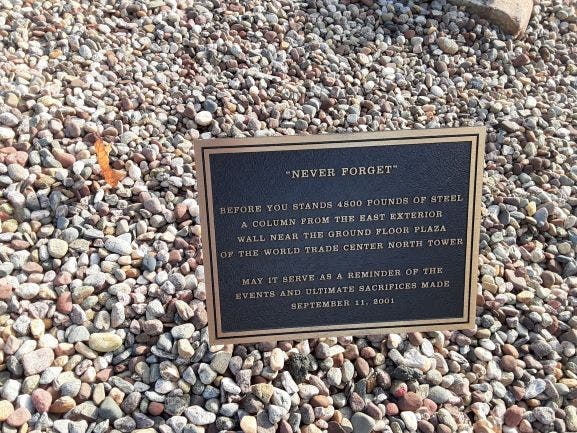 "NEVER FORGET"
BEFORE YOU STANDS 4800 POUNDS OF STEEL
A COLUMN FROM THE EAST EXTERIOR
WALL NEAR THE GROUND FLOOR PLAZA
OF THE WORLD TRADE CENTER NORTH TOWER
MAY IT SERVE AS A REMINDER OF THE
EVENTS AND ULTIMATE SACRIFICES MADE
SEPTEMBER 11, 2001